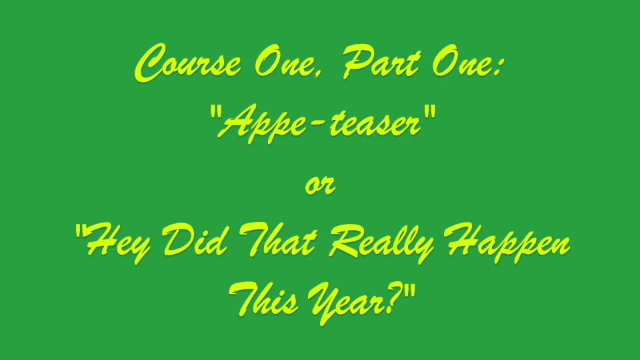 Course One, Part One:
"Appe-teaser"
or
"Hey Did That Really Happen
This Year?"